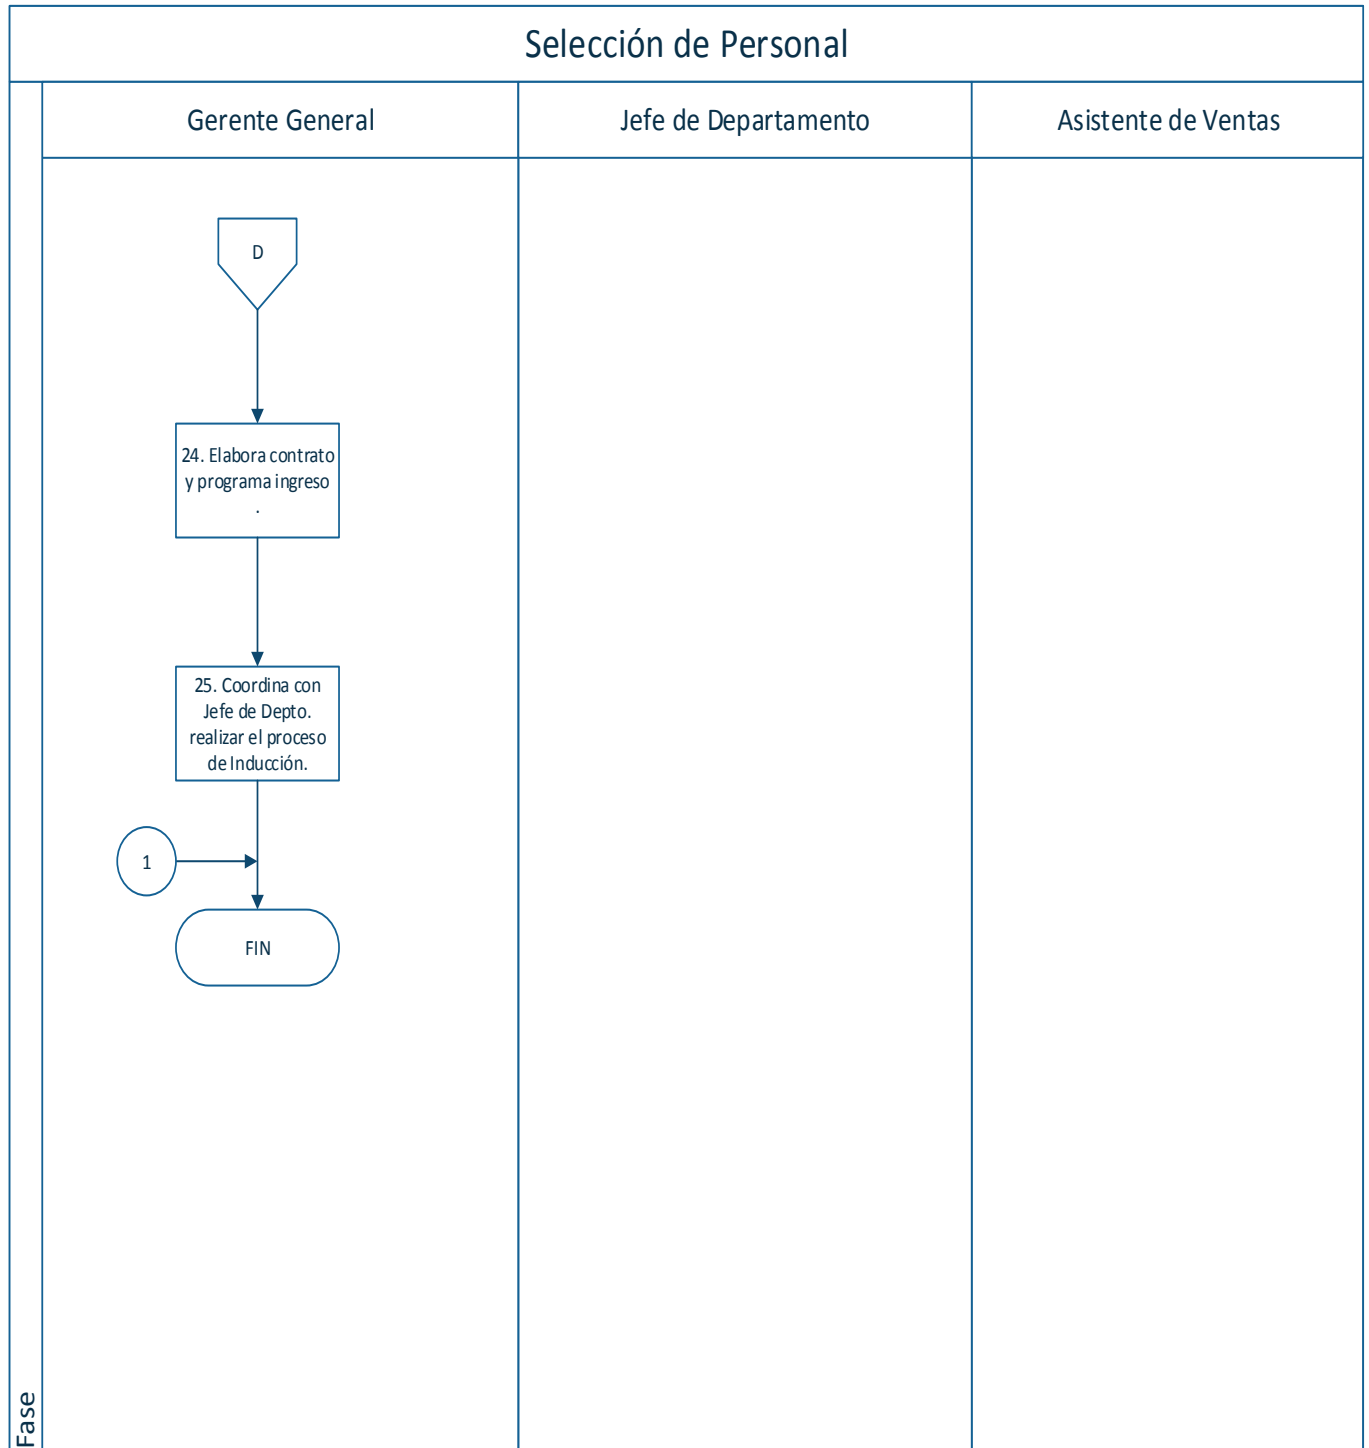 Selección de Personal
Gerente General
Jefe de Departamento
Asistente de Ventas
D
24. Elabora contrato
y programa ingreso
.
25. Coordina con
Jefe de Depto.
realizar el proceso
de Inducción.
1
FIN
Fase